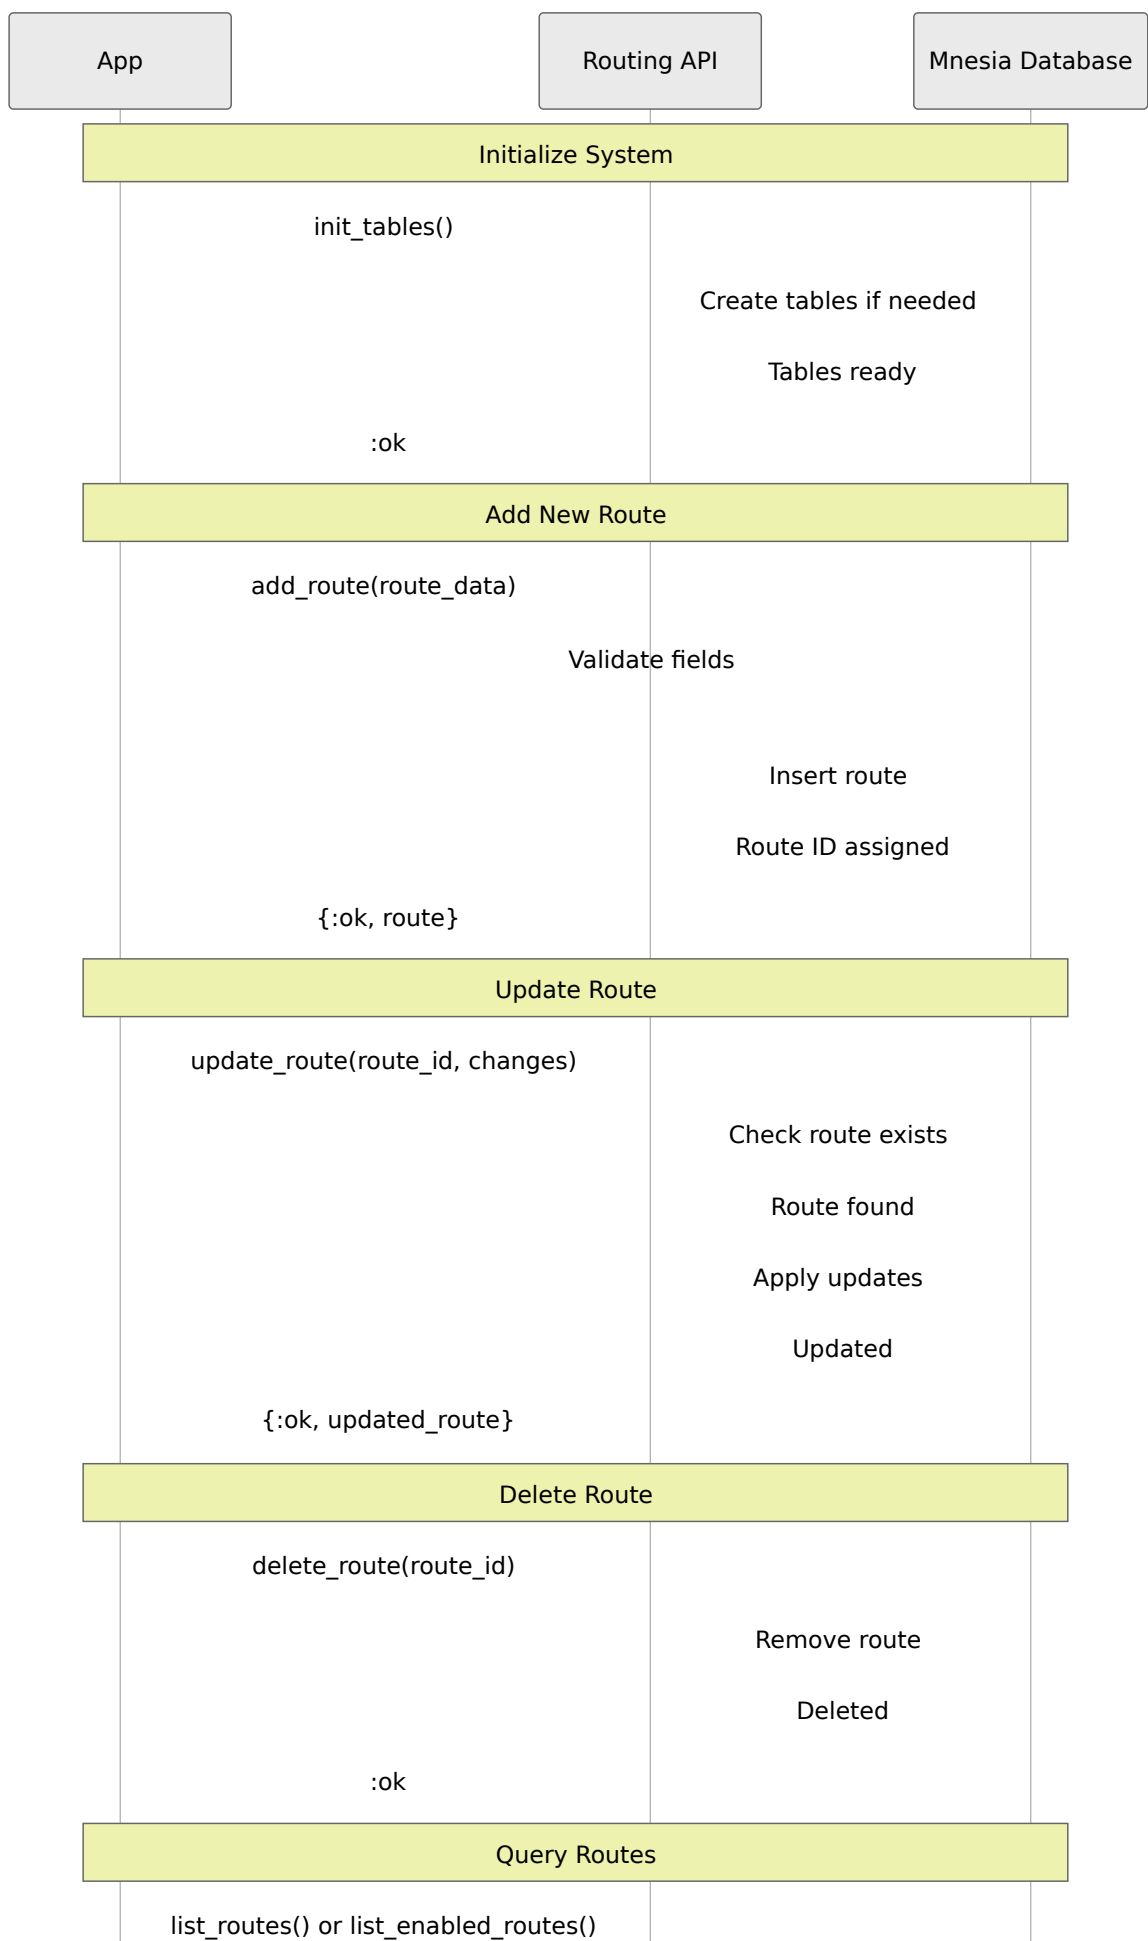 App
Routing API
Mnesia Database
Initialize System
init_tables()
Create tables if needed
Tables ready
:ok
Add New Route
add_route(route_data)
Validate fields
Insert route
Route ID assigned
{:ok, route}
Update Route
update_route(route_id, changes)
Check route exists
Route found
Apply updates
Updated
{:ok, updated_route}
Delete Route
delete_route(route_id)
Remove route
Deleted
:ok
Query Routes
list_routes() or list_enabled_routes()